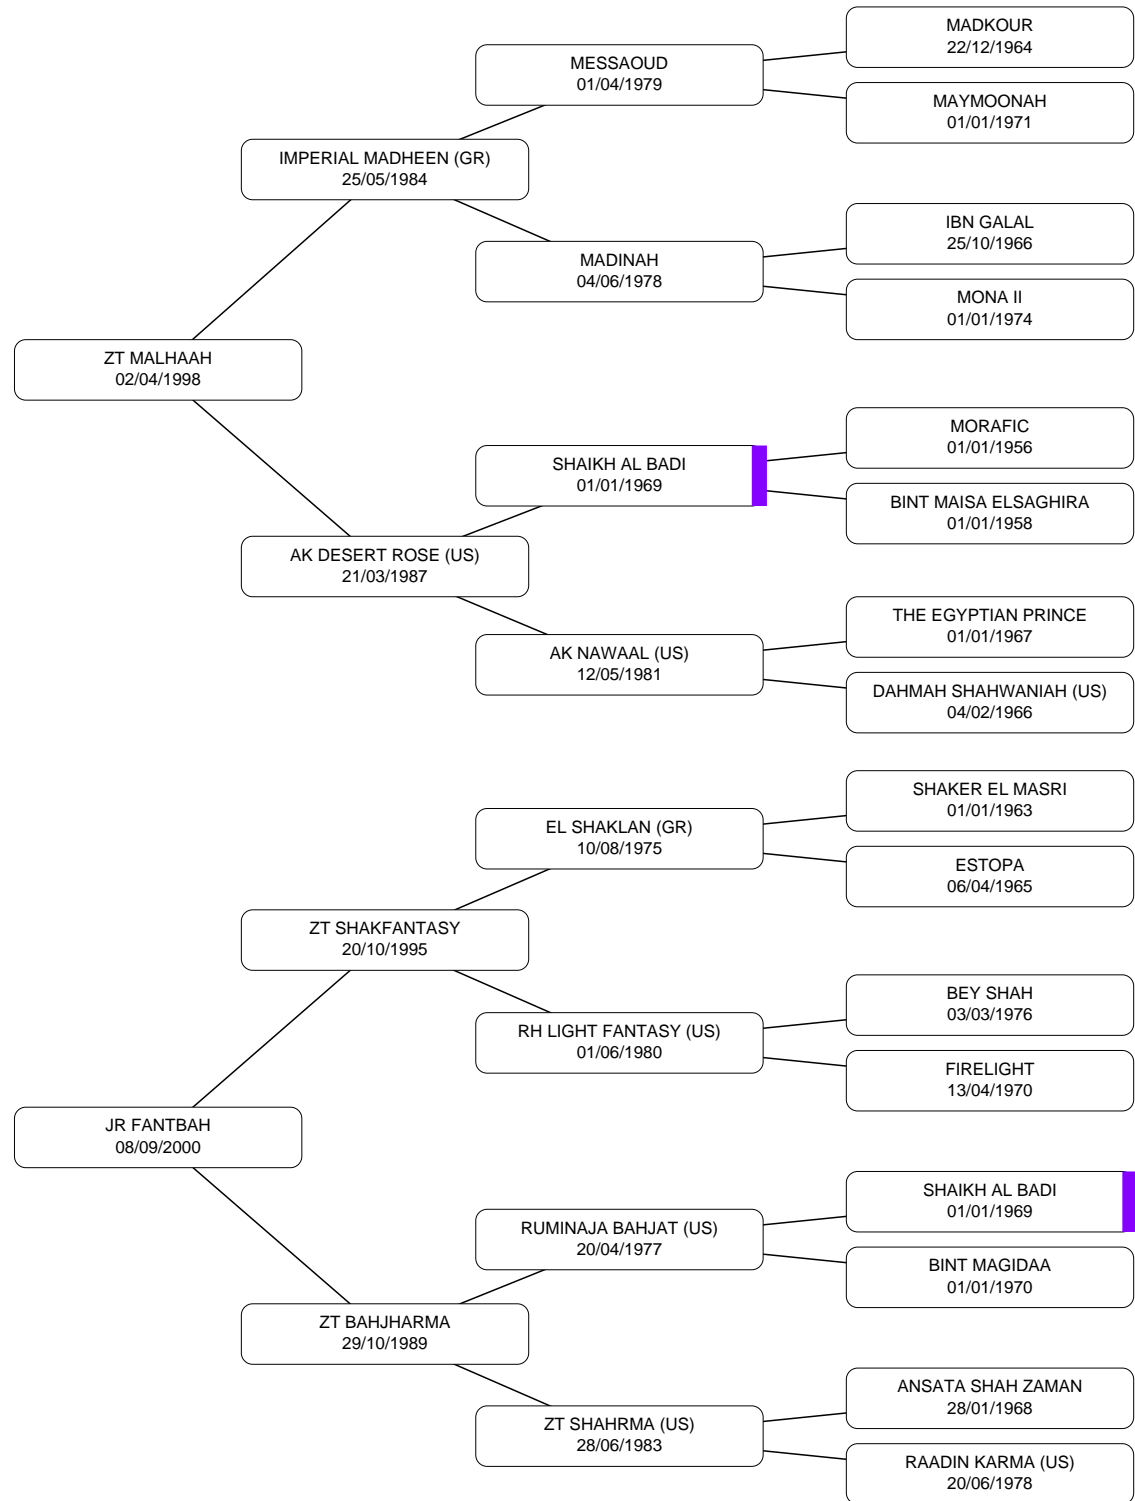 MADKOUR
22/12/1964
MESSAOUD
01/04/1979
MAYMOONAH
01/01/1971
IMPERIAL MADHEEN (GR)
25/05/1984
IBN GALAL
25/10/1966
MADINAH
04/06/1978
MONA II
01/01/1974
ZT MALHAAH
02/04/1998
MORAFIC
01/01/1956
SHAIKH AL BADI
01/01/1969
BINT MAISA ELSAGHIRA
01/01/1958
AK DESERT ROSE (US)
21/03/1987
THE EGYPTIAN PRINCE
01/01/1967
AK NAWAAL (US)
12/05/1981
DAHMAH SHAHWANIAH (US)
04/02/1966
SHAKER EL MASRI
01/01/1963
EL SHAKLAN (GR)
10/08/1975
ESTOPA
06/04/1965
ZT SHAKFANTASY
20/10/1995
BEY SHAH
03/03/1976
RH LIGHT FANTASY (US)
01/06/1980
FIRELIGHT
13/04/1970
JR FANTBAH
08/09/2000
SHAIKH AL BADI
01/01/1969
RUMINAJA BAHJAT (US)
20/04/1977
BINT MAGIDAA
01/01/1970
ZT BAHJHARMA
29/10/1989
ANSATA SHAH ZAMAN
28/01/1968
ZT SHAHRMA (US)
28/06/1983
RAADIN KARMA (US)
20/06/1978